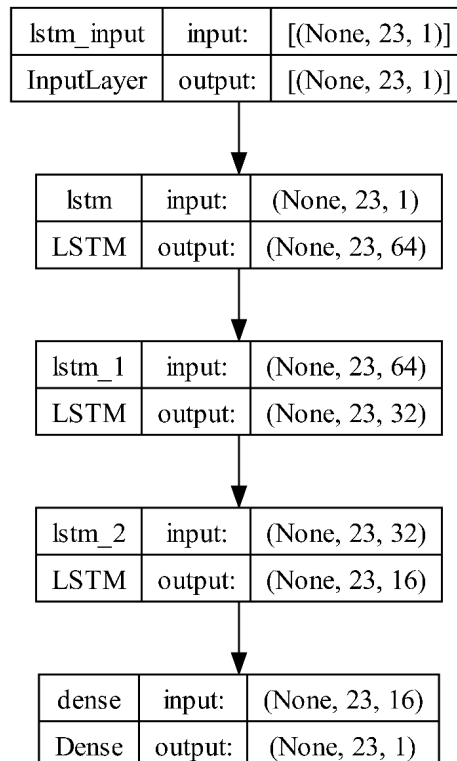 lstm_input input: [(None, 23, 1)]
InputLayer output: [(None, 23, 1)]
lstm input: (None, 23, 1)
LSTM output: (None, 23, 64)
lstm_1 input: (None, 23, 64)
LSTM output: (None, 23, 32)
lstm_2 input: (None, 23, 32)
LSTM output: (None, 23, 16)
dense input: (None, 23, 16)
Dense output: (None, 23, 1)